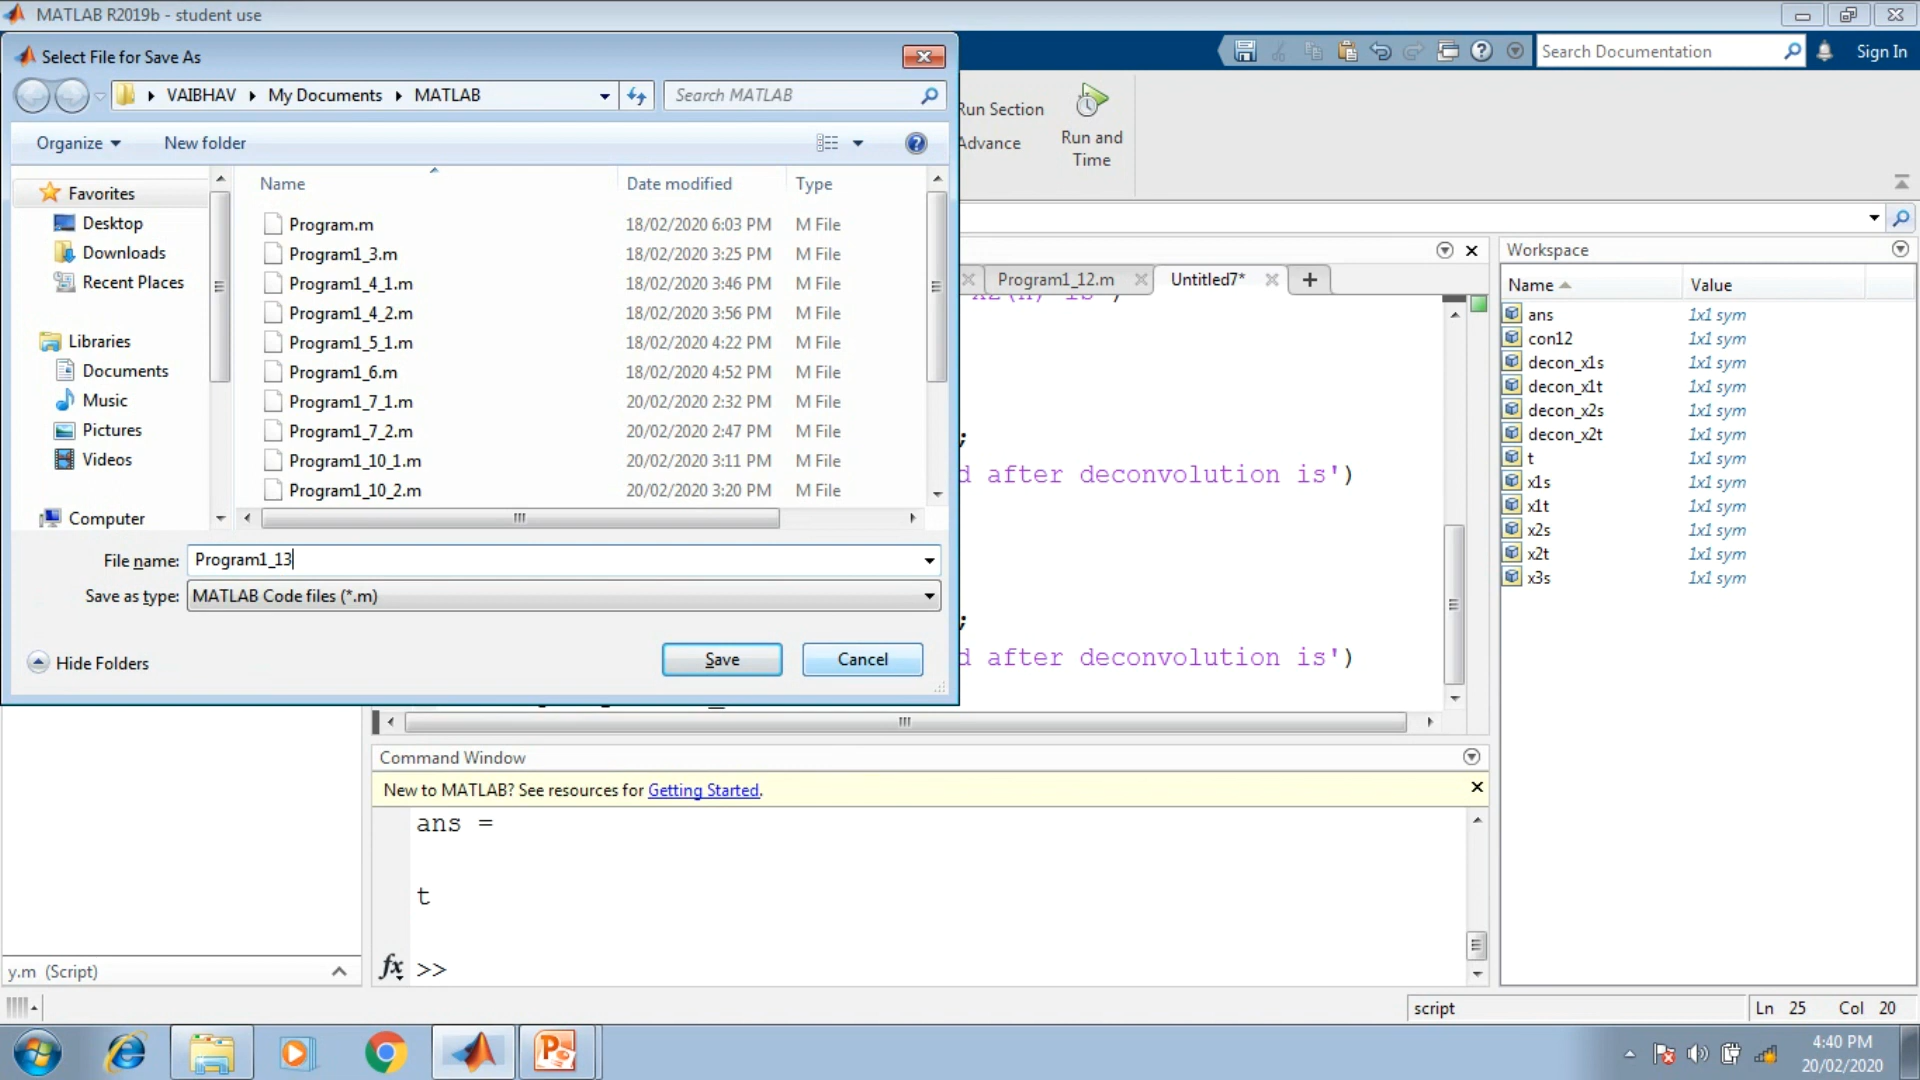 MATLAB R2019b - student use
Select File for Save As
VAIBHAV My Documents MATLAB
Search MATLAB
Organize New folder
Name Date modified Type
Program.m 18/02/2020 6:03 PM M File
Program1_3.m 18/02/2020 3:25 PM M File
Program1_4_1.m 18/02/2020 3:46 PM M File
Program1_4_2.m 18/02/2020 3:56 PM M File
Program1_5_1.m 18/02/2020 4:22 PM M File
Program1_6.m 18/02/2020 4:52 PM M File
Program1_7_1.m 20/02/2020 2:32 PM M File
Program1_7_2.m 20/02/2020 2:47 PM M File
Program1_10_1.m 20/02/2020 3:11 PM M File
Program1_10_2.m 20/02/2020 3:20 PM M File
Favorites
Desktop
Downloads
Recent Places
Libraries
Documents
Music
Pictures
Videos
Computer
File name: Program1_13
Save as type: MATLAB Code files (*.m)
Hide Folders
Save
Cancel
Search Documentation
Sign In
Run Section
Advance
Run and
Time
Program1_12.m
Untitled7*
;
d after deconvolution is')
;
d after deconvolution is')
Workspace
Name Value
ans 1x1 sym
con12 1x1 sym
decon_x1s 1x1 sym
decon_x1t 1x1 sym
decon_x2s 1x1 sym
decon_x2t 1x1 sym
t 1x1 sym
x1s 1x1 sym
x1t 1x1 sym
x2s 1x1 sym
x2t 1x1 sym
x3s 1x1 sym
Command Window
New to MATLAB? See resources for Getting Started.
ans =
t
fx >>
y.m (Script)
script
Ln 25 Col 20
4:40 PM
20/02/2020